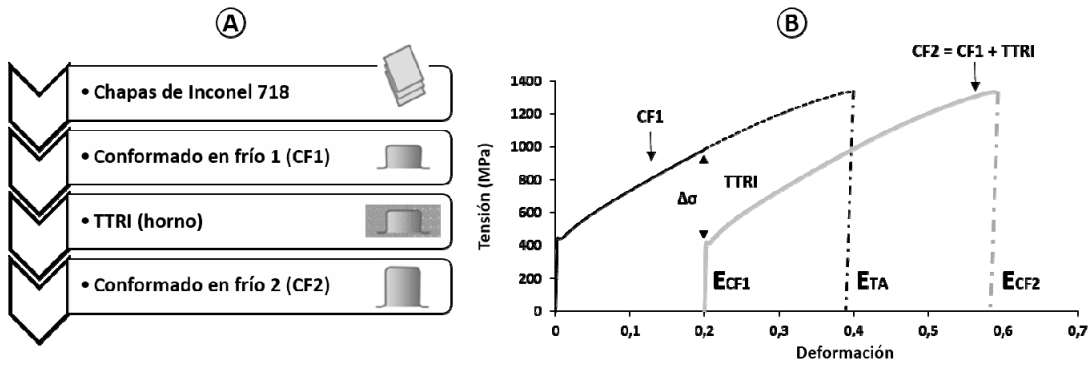 A
• Chapas de Inconel 718
• Conformado en frío 1 (CF1)
• TTRI (horno)
• Conformado en frío 2 (CF2)
B
CF2 = CF1 + TTRI
CF1
TTRI
Δσ
Tensión (MPa)
1400
1200
1000
800
600
400
200
0
ECF1
ETA
ECF2
0 0,1 0,2 0,3 0,4 0,5 0,6 0,7
Deformación